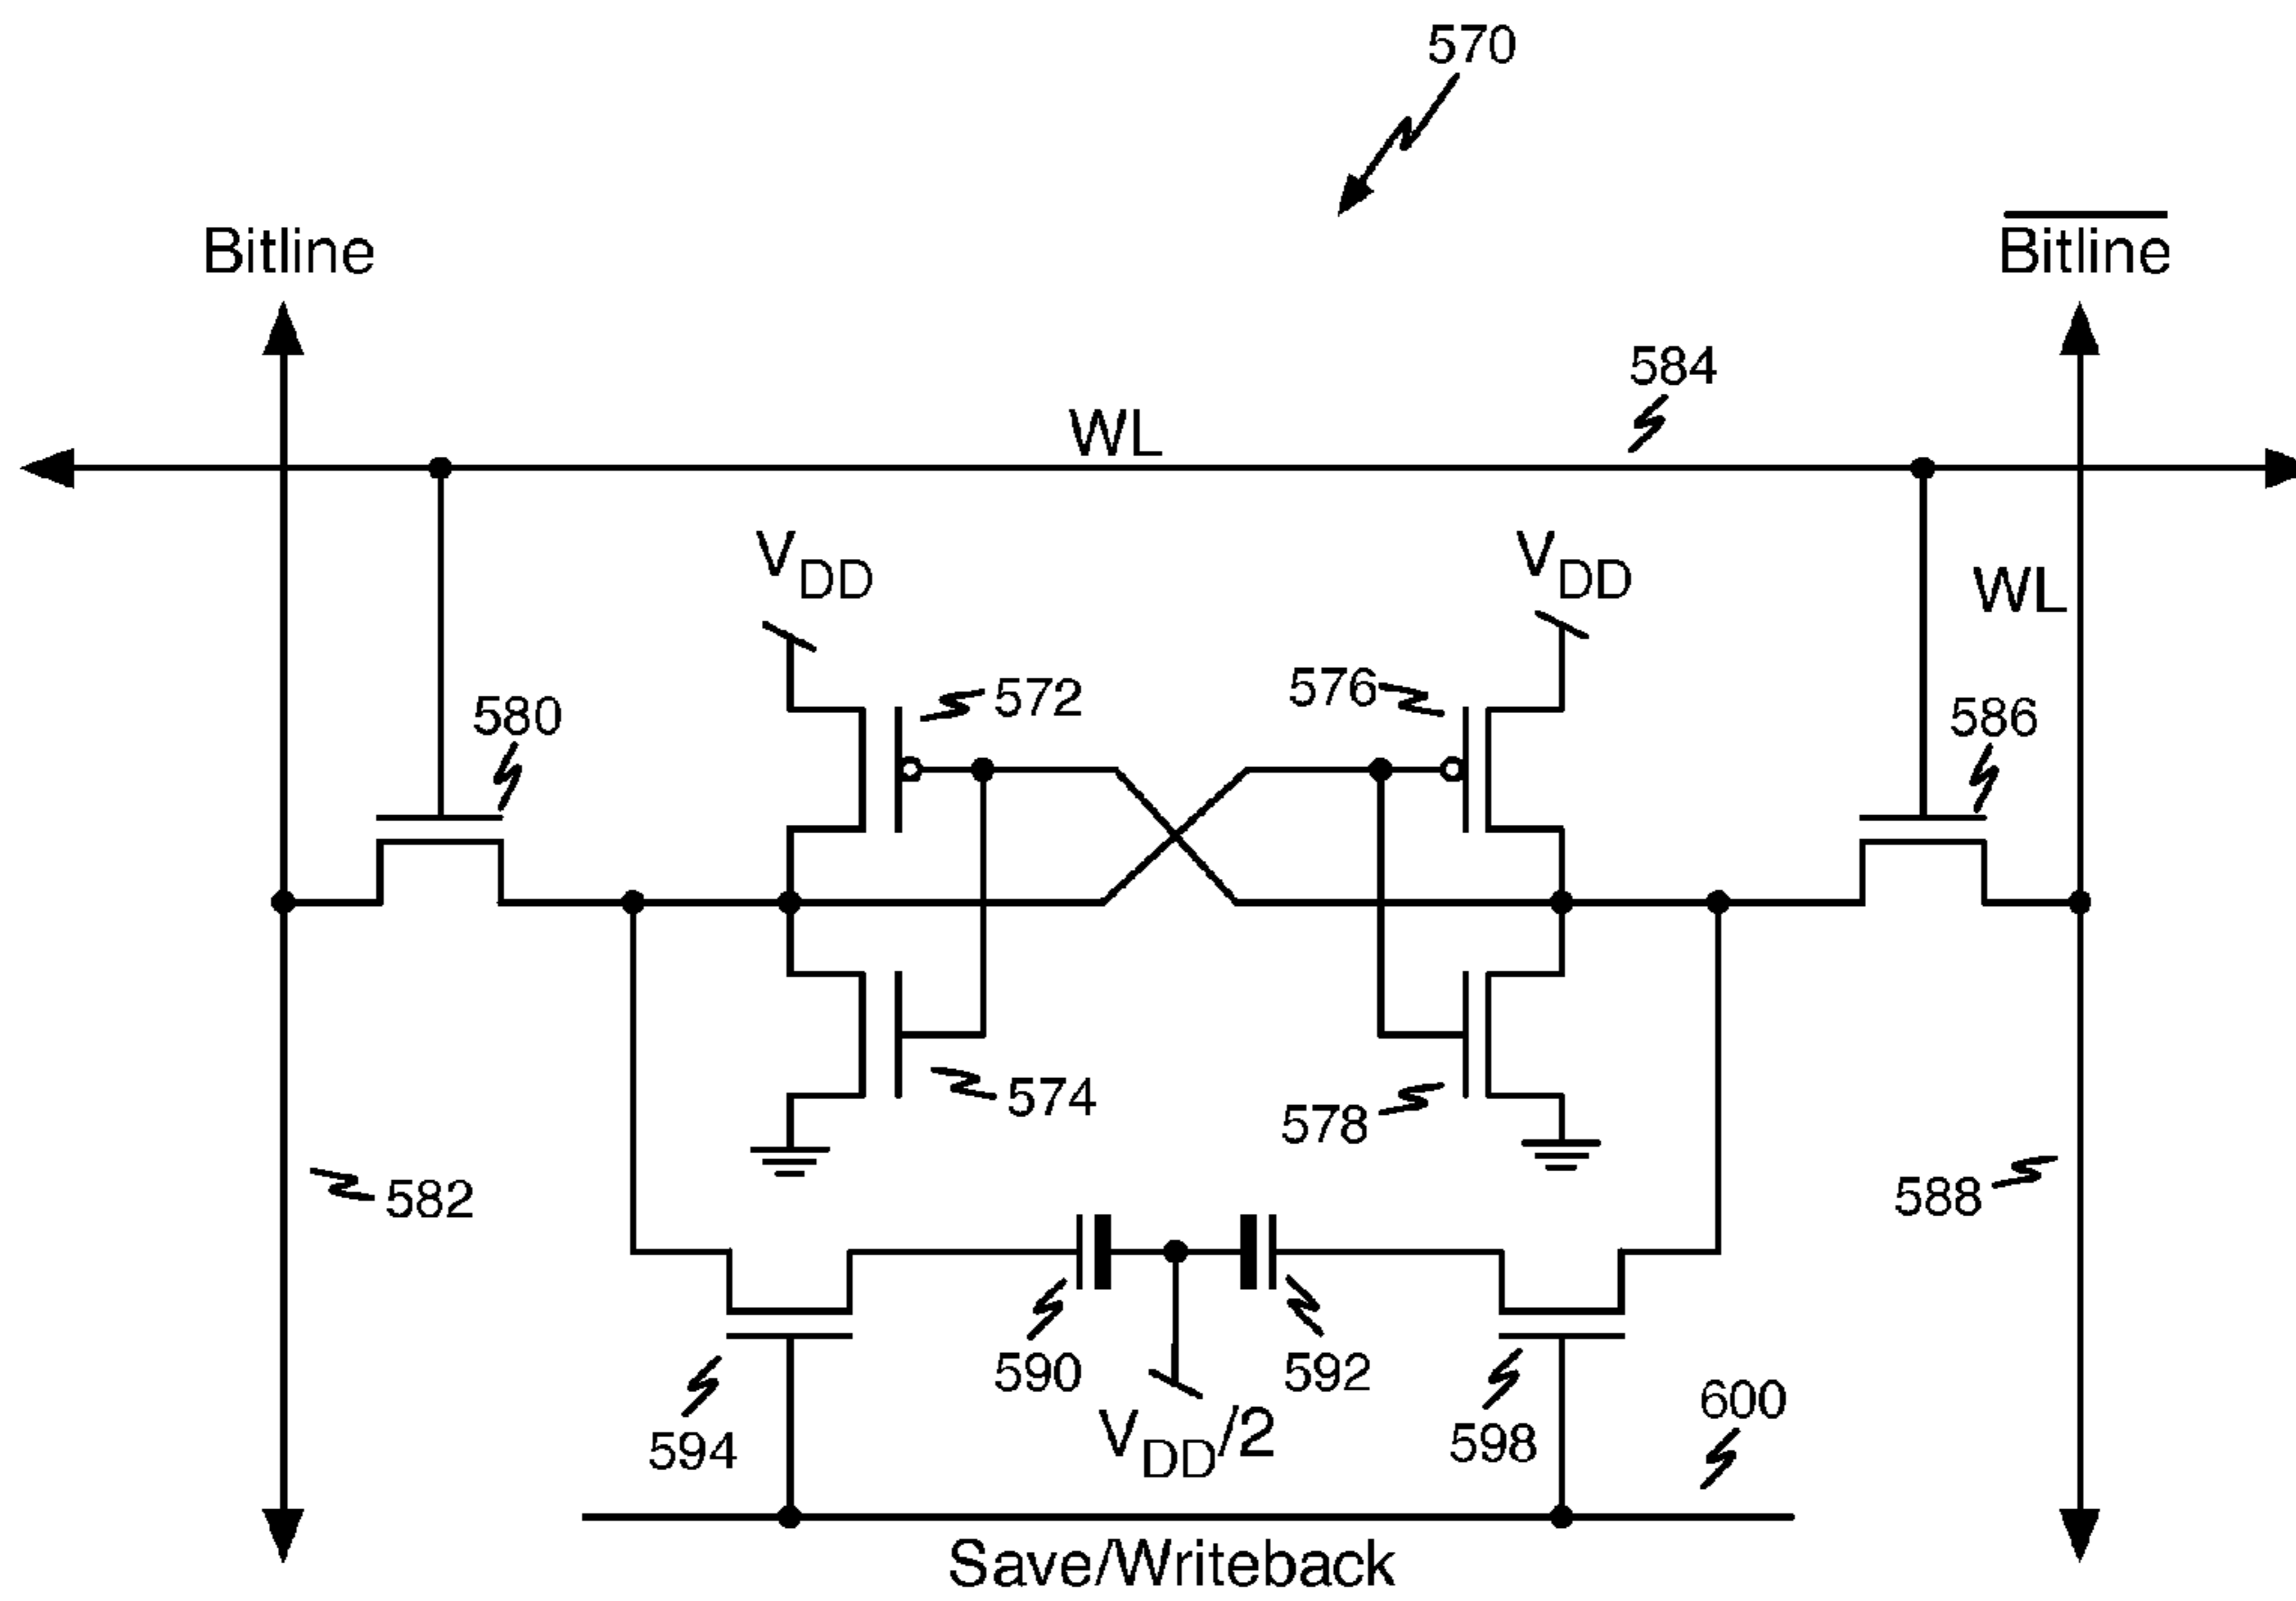 570
Bitline
Bitline
584
WL
VDD
VDD
WL
572
576
580
586
574
578
582
588
590
592
600
594
VDD/2
598
Save/Writeback